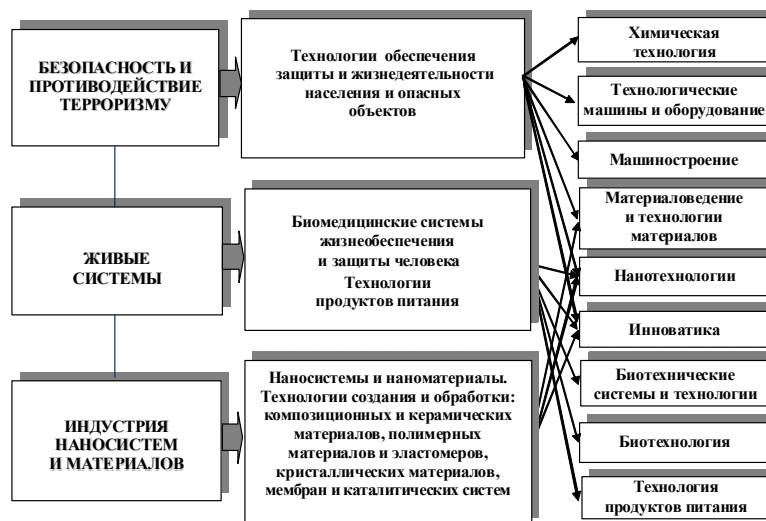 БЕЗОПАСНОСТЬ И
ПРОТИВОДЕЙСТВИЕ
ТЕРРОРИЗМУ
Технологии обеспечения
защиты и жизнедеятельности
населения и опасных
объектов
ЖИВЫЕ
СИСТЕМЫ
Биомедицинские системы
жизнеобеспечения
и защиты человека
Технологии
продуктов питания
ИНДУСТРИЯ
НАНОСИСТЕМ
И МАТЕРИАЛОВ
Наносистемы и наноматериалы.
Технологии создания и обработки:
композиционных и керамических
материалов, полимерных
материалов и эластомеров,
кристаллических материалов,
мембран и каталитических систем
Химическая
технология
Технологические
машины и оборудование
Машиностроение
Материаловедение
и технологии
материалов
Нанотехнологии
Инноватика
Биотехнические
системы и технологии
Биотехнология
Технология
продуктов питания